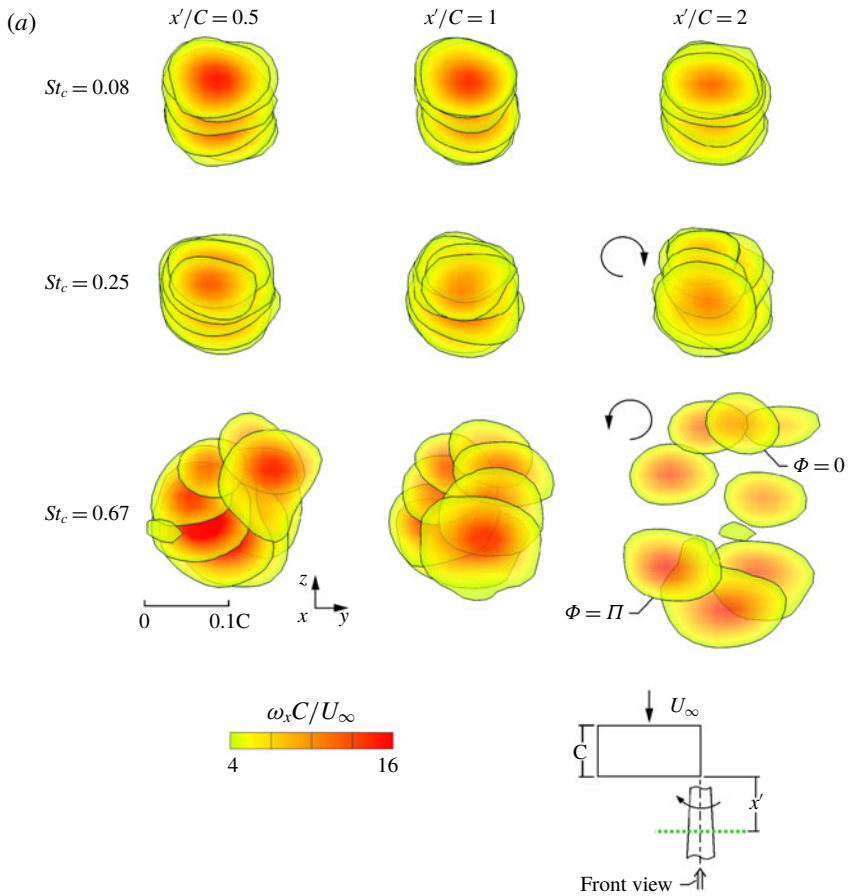 (a)
x′/C = 0.5
x′/C = 1
x′/C = 2
St_c = 0.08
St_c = 0.25
St_c = 0.67
Φ = 0
Φ = Π
0
0.1C
z
x
y
ω_xC/U_∞
4
16
U_∞
C
x′
Front view